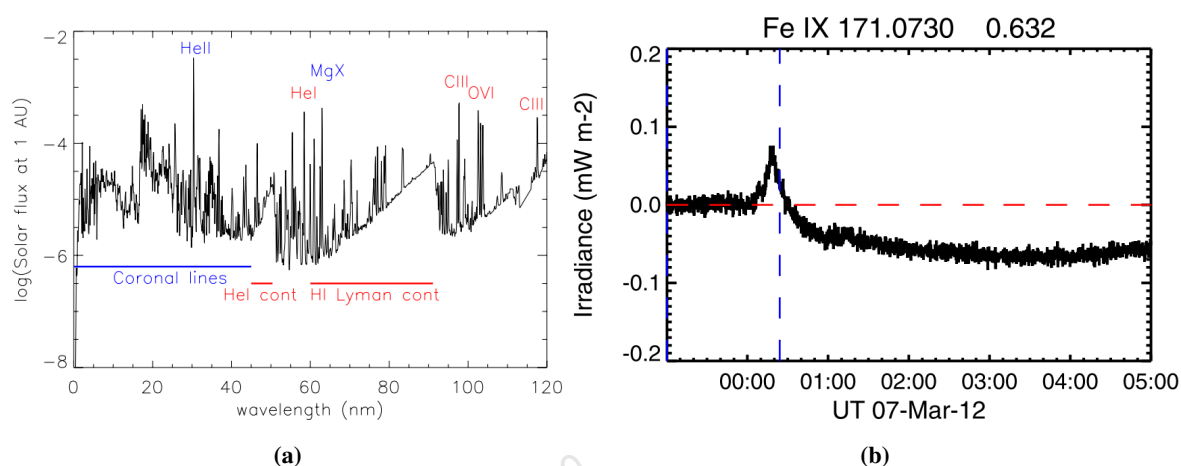 −2
HeII
MgX
CIII
HeI
OVI
CIII
−4
−6
−8
log(Solar flux at 1 AU)
Coronal lines
HeI cont
HI Lyman cont
0
20
40
60
80
100
120
wavelength (nm)
(a)
Fe IX 171.0730 0.632
0.2
0.1
0.0
-0.1
-0.2
Irradiance (mW m-2)
00:00
01:00
02:00
03:00
04:00
05:00
UT 07-Mar-12
(b)